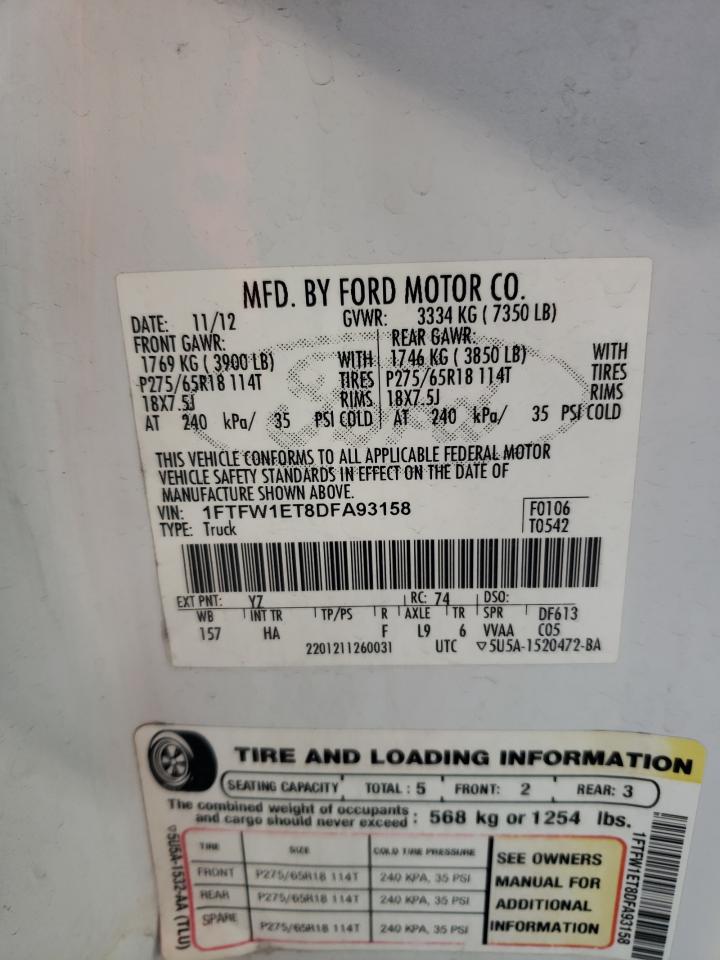 MFD. BY FORD MOTOR CO.
DATE: 11/12 GVWR: 3334 KG ( 7350 LB)
FRONT GAWR: REAR GAWR:
1769 KG ( 3900 LB) WITH 1746 KG ( 3850 LB) WITH
P275/65R18 114T TIRES P275/65R18 114T TIRES
18X7.5J RIMS 18X7.5J RIMS
AT 240 kPa/ 35 PSI COLD AT 240 kPa/ 35 PSI COLD
THIS VEHICLE CONFORMS TO ALL APPLICABLE FEDERAL MOTOR
VEHICLE SAFETY STANDARDS IN EFFECT ON THE DATE OF
MANUFACTURE SHOWN ABOVE.
VIN: 1FTFW1ET8DFA93158 F0106
TYPE: Truck T0542
EXT PNT: YZ RC: 74 DSO:
WB INT TR TP/PS R AXLE TR SPR DF613
157 HA F L9 6 VVAA C05
2201211260031 UTC ▽5U5A-1520472-BA
TIRE AND LOADING INFORMATION
SEATING CAPACITY TOTAL : 5 FRONT: 2 REAR: 3
The combined weight of occupants
and cargo should never exceed : 568 kg or 1254 lbs.
TIRE SIZE COLD TIRE PRESSURE
FRONT P275/65R18 114T 240 KPA, 35 PSI
REAR P275/65R18 114T 240 KPA, 35 PSI
SPARE P275/65R18 114T 240 KPA, 35 PSI
SEE OWNERS
MANUAL FOR
ADDITIONAL
INFORMATION
▽5U5A-1532-AA (TLU)
1FTFW1ET8DFA93158